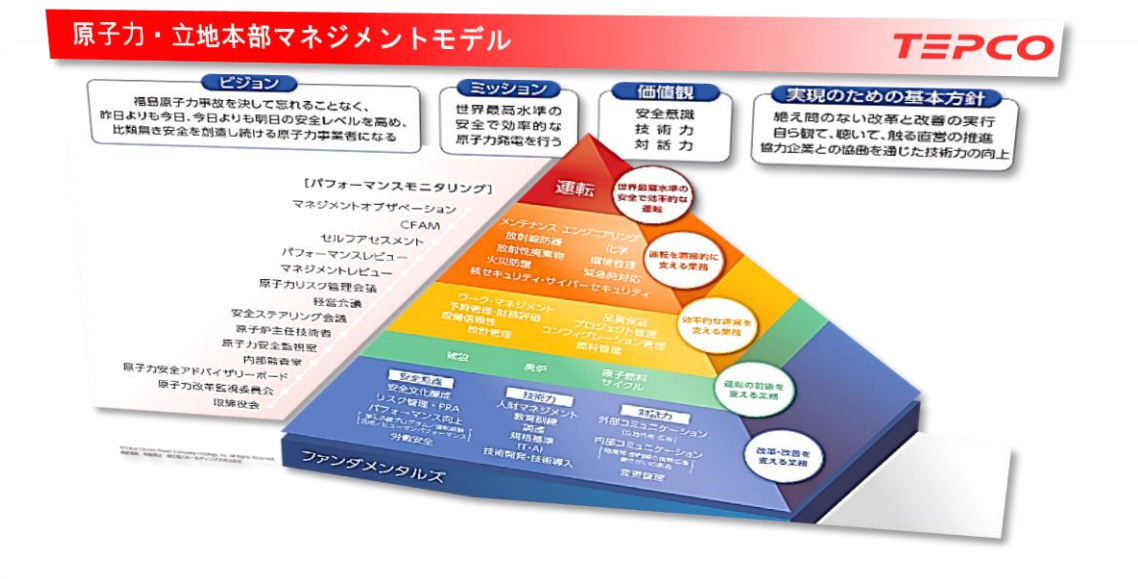 原子力・立地本部マネジメントモデル
TEPCO
ビジョン
福島原子力事故を決して忘れることなく、
昨日よりも今日、今日よりも明日の安全レベルを高め、
比類無き安全を創造し続ける原子力事業者になる
ミッション
世界最高水準の
安全で効率的な
原子力発電を行う
価値観
安全意識
技術力
対話力
実現のための基本方針
絶え間のない改革と改善の実行
自ら観て、聴いて、触る直営の推進
協力企業との協働を通じた技術力の向上
[パフォーマンスモニタリング]
マネジメントオブザベーション
CFAM
セルフアセスメント
パフォーマンスレビュー
マネジメントレビュー
原子力リスク管理会議
経営会議
安全ステアリング会議
原子炉主任技術者
原子力安全監視室
内部監査室
原子力安全アドバイザリーボード
原子力改革監視委員会
取締役会
運転
世界最高水準の
安全で効率的な
運転
メンテナンス エンジニアリング
放射線防護 化学
放射性廃棄物 環境管理
火災防護 緊急時対応
核セキュリティ・サイバーセキュリティ
運転を直接的に
支える業務
ワーク・マネジメント 品質保証
予算管理・財務評価 プロジェクト管理
設備信頼性 コンフィグレーション管理
設計管理 燃料管理
効率的な運営を
支える業務
建設 廃炉 原子燃料
サイクル
運転の前後を
支える業務
安全意識
安全文化醸成
リスク管理・PRA
パフォーマンス向上
労働安全
技術力
人財マネジメント
教育訓練
調達
規格基準
IT・AI
技術開発・技術導入
対話力
外部コミュニケーション
内部コミュニケーション
変更管理
改革・改善を
支える業務
ファンダメンタルズ